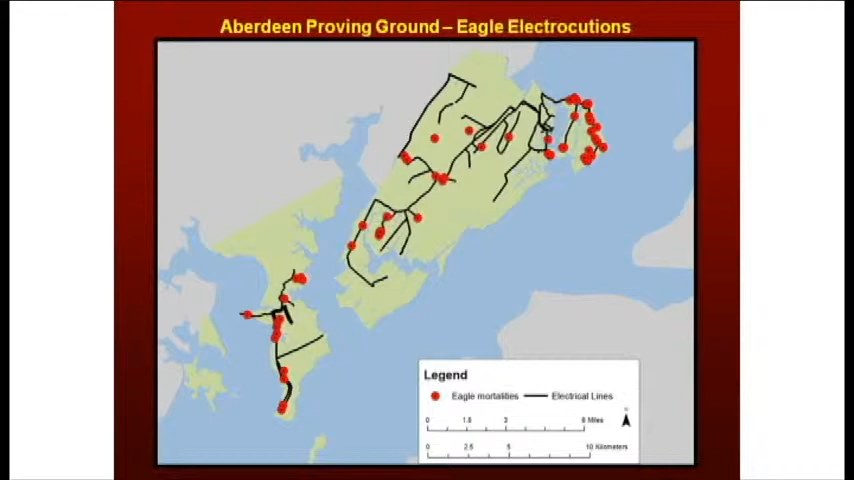 Aberdeen Proving Ground – Eagle Electrocutions
Legend
Eagle mortalities
Electrical Lines
0 1.5 3 6 Miles
0 2.5 5 10 Kilometers